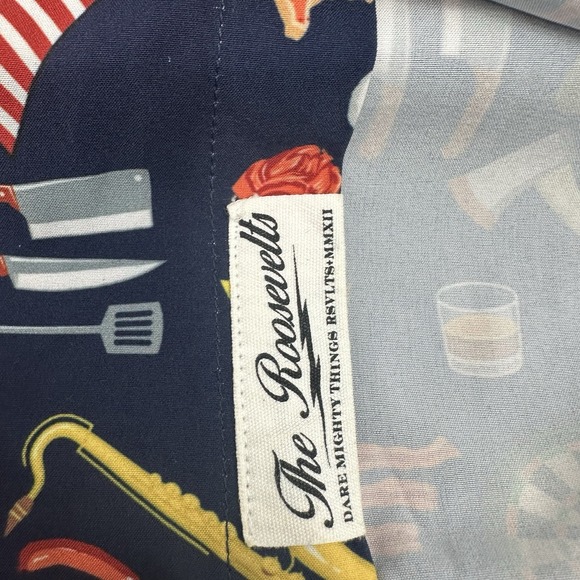 The Roosevelts
DARE MIGHTY THINGS RSVLTS•MMXII